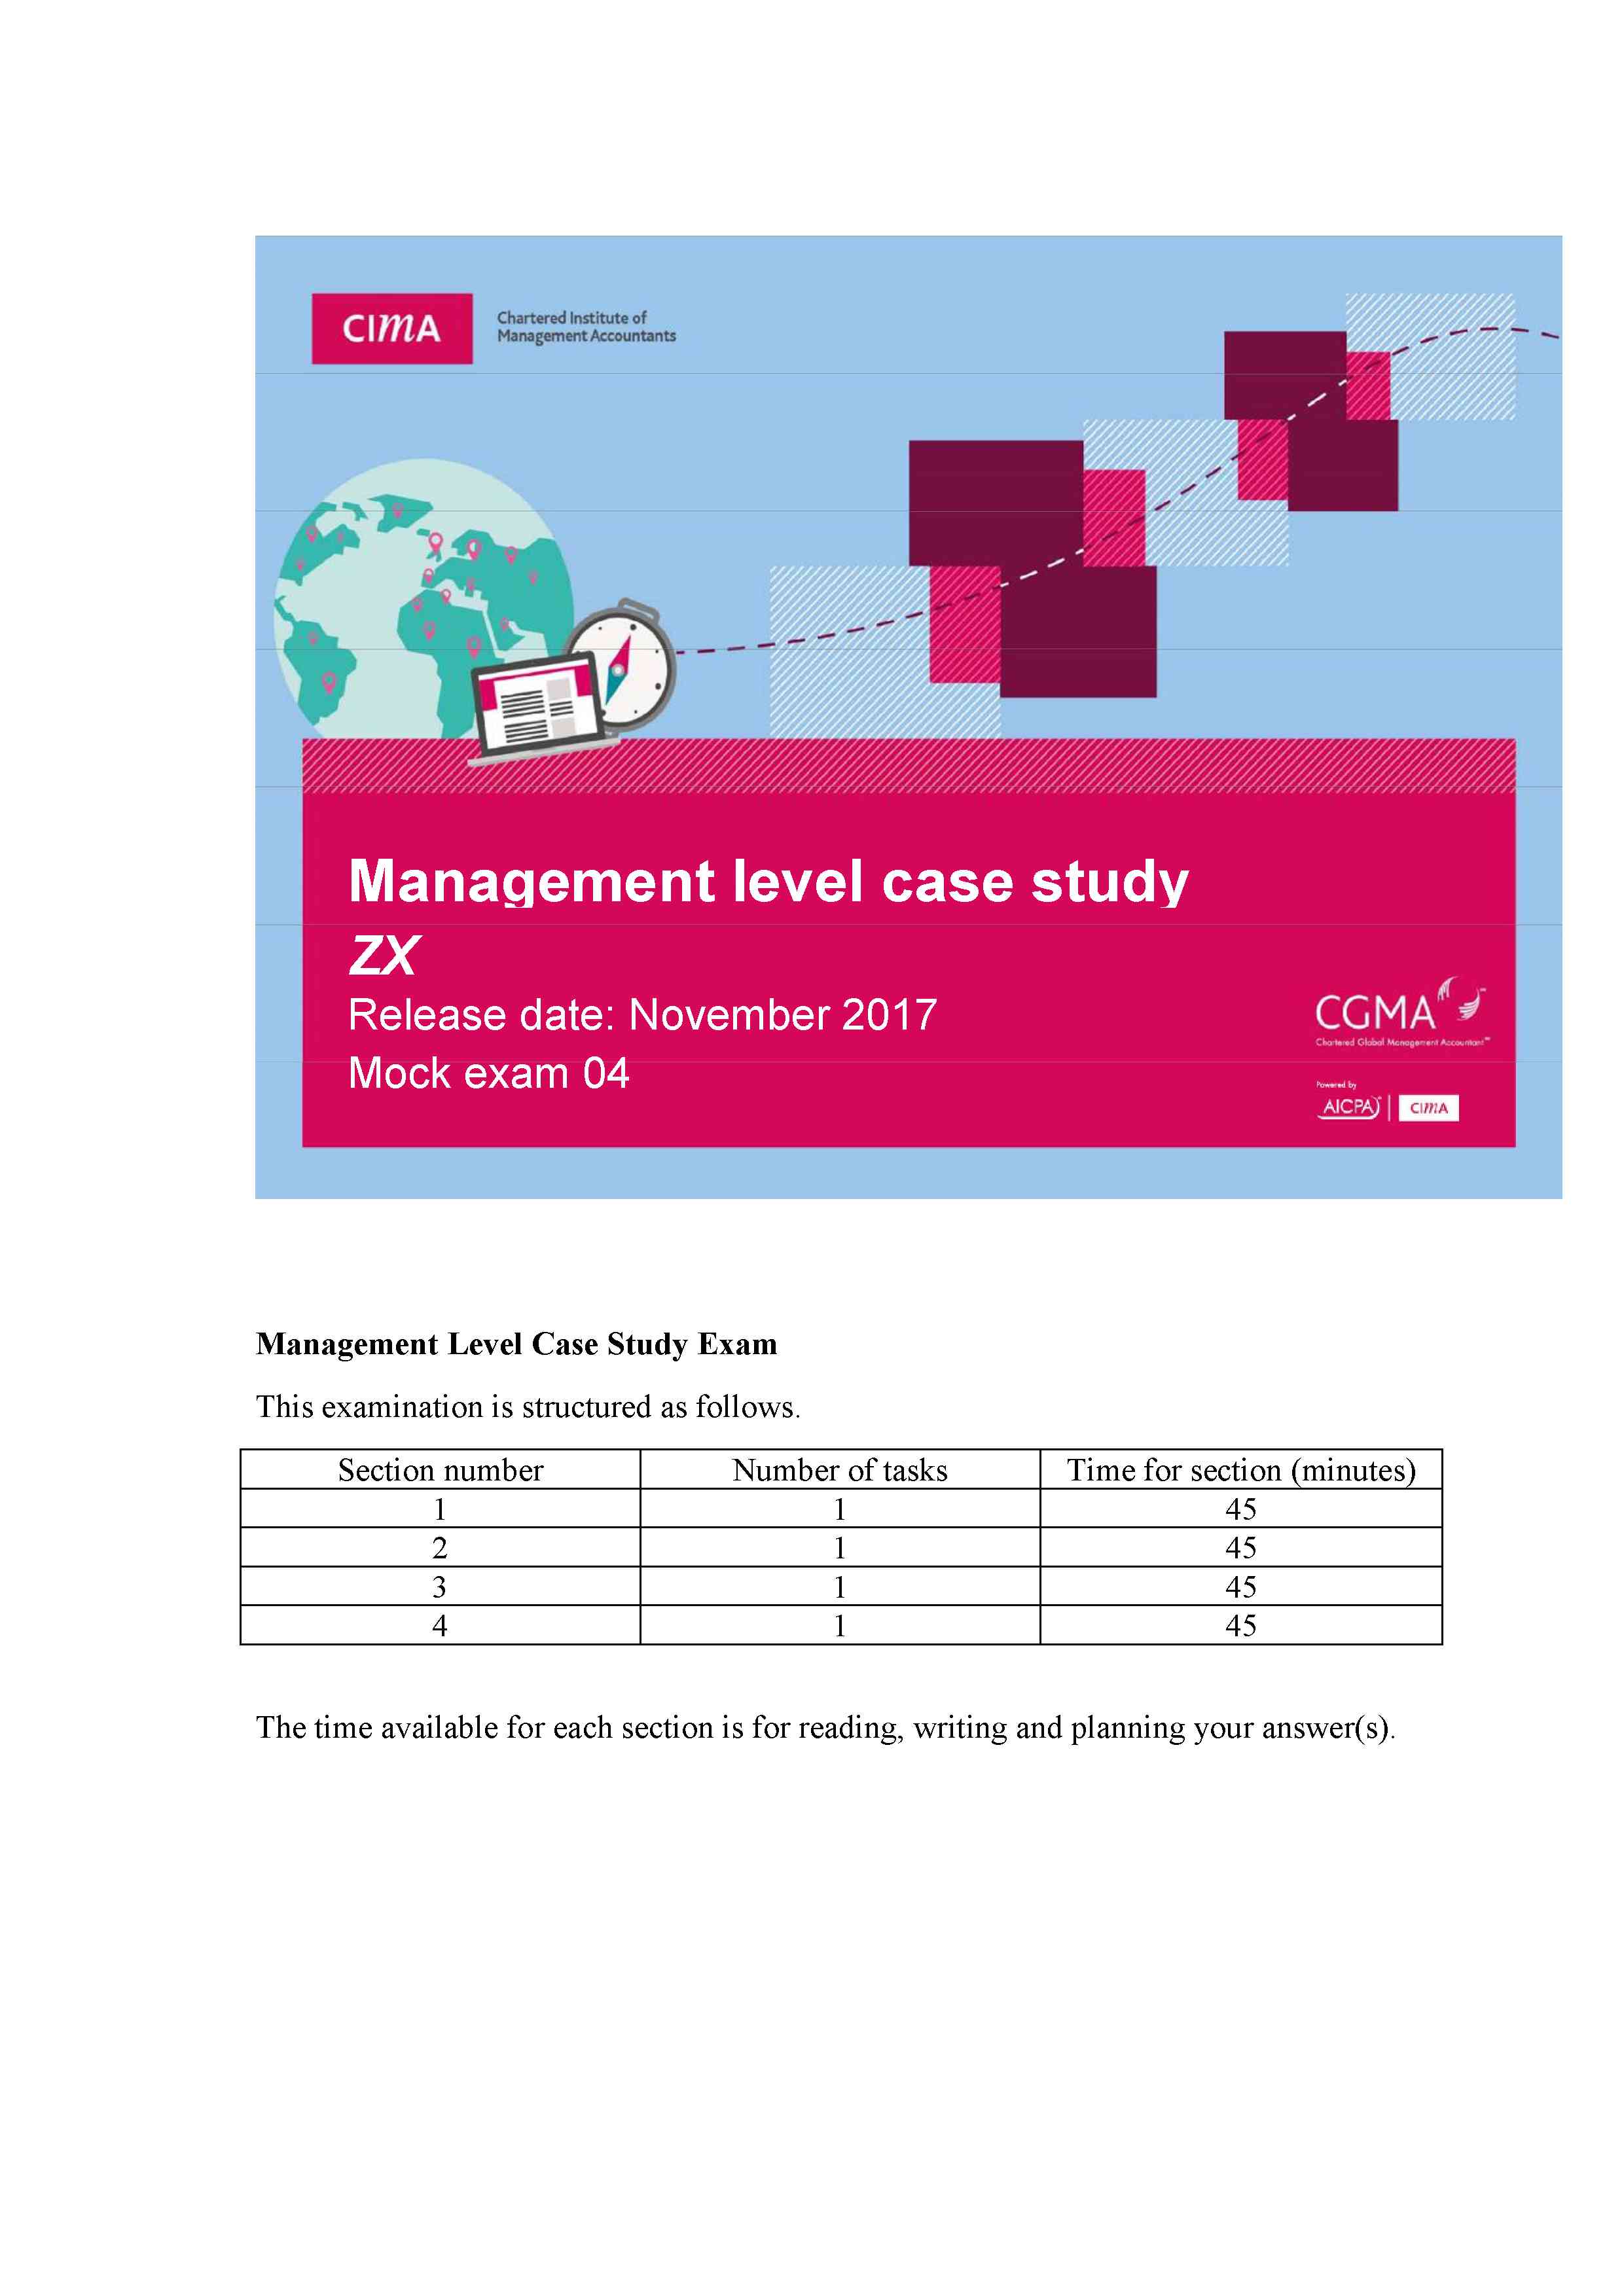 CIMA
Chartered Institute of
Management Accountants
Management level case study
ZX
Release date: November 2017
Mock exam 04
CGMA
Chartered Global Management Accountant™
Powered by
AICPA
CIMA
Management Level Case Study Exam
This examination is structured as follows.
Section number Number of tasks Time for section (minutes)
1 1 45
2 1 45
3 1 45
4 1 45
The time available for each section is for reading, writing and planning your answer(s).